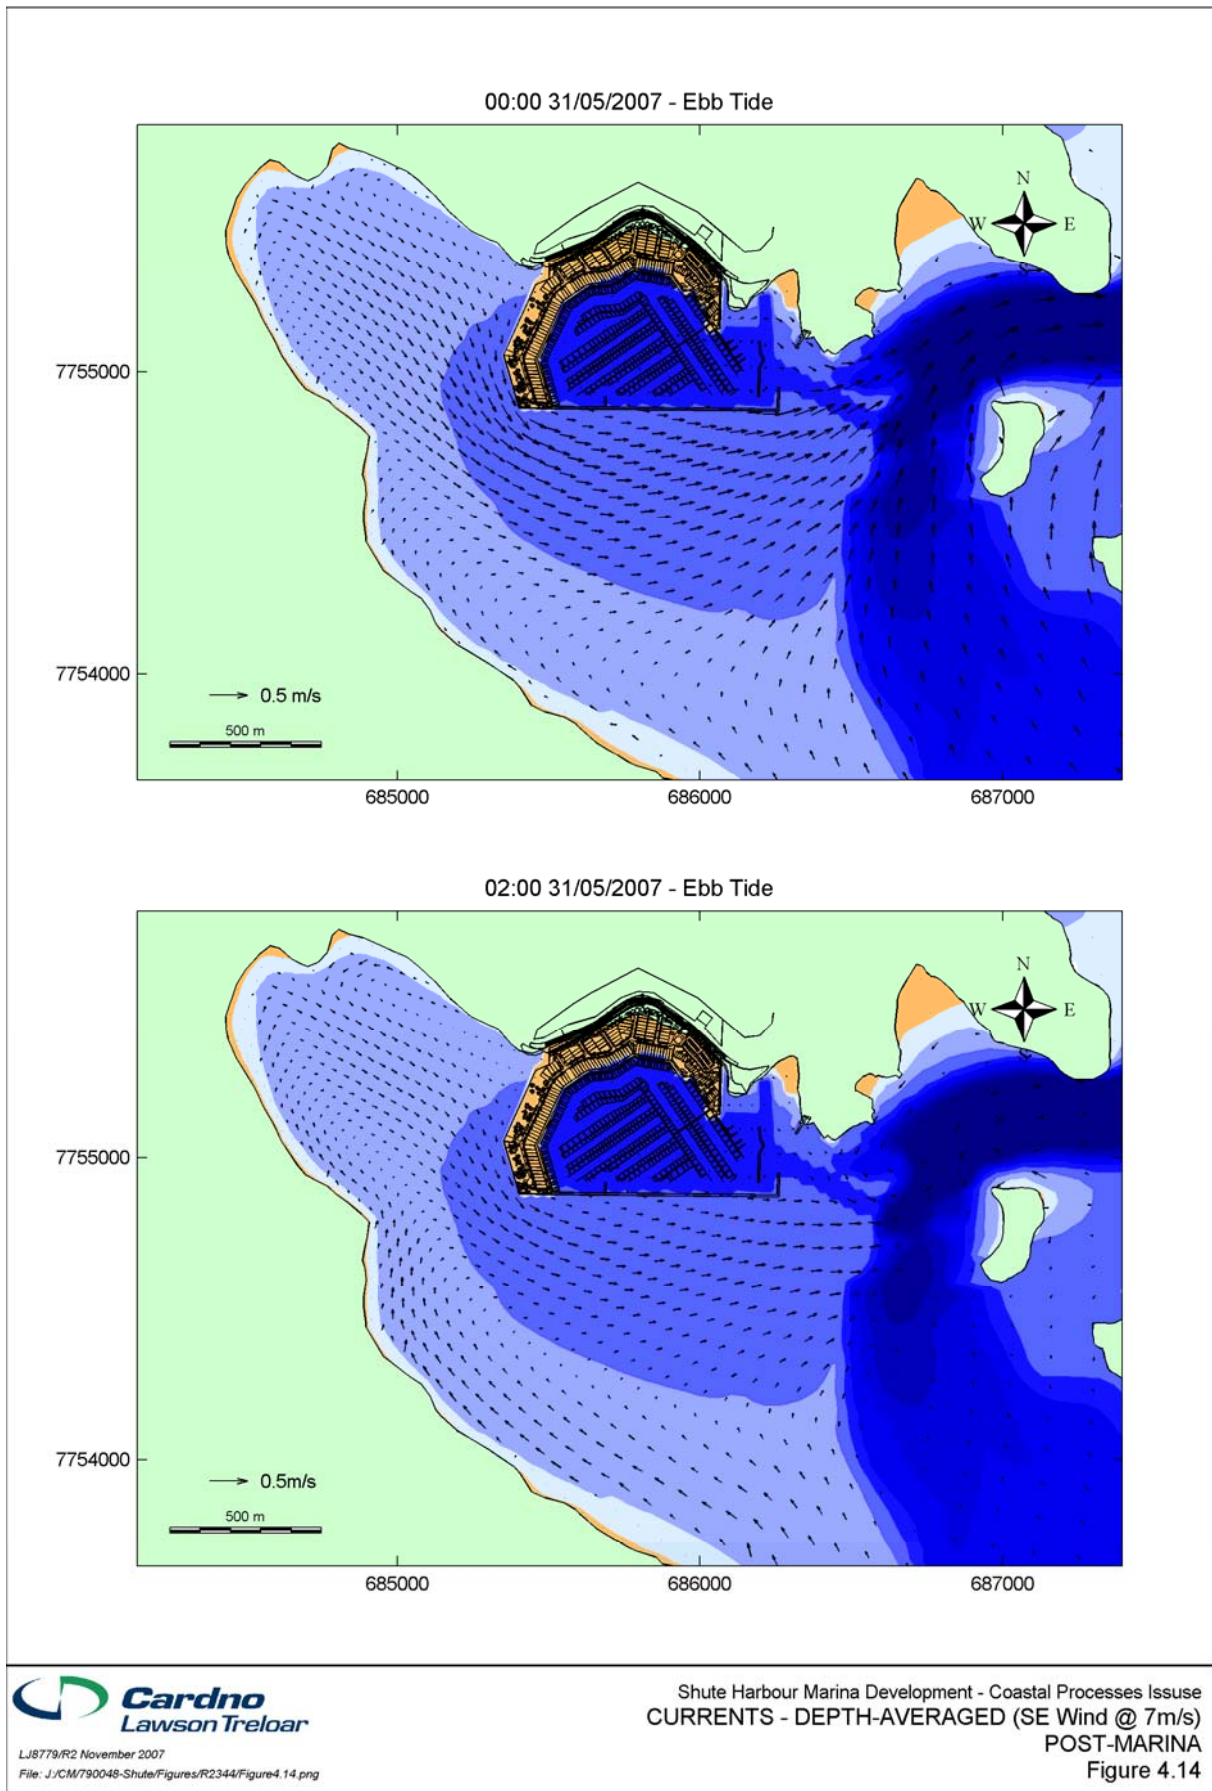 00:00 31/05/2007 - Ebb Tide
N
W E
S
7755000
7754000
0.5 m/s
500 m
685000 686000 687000
02:00 31/05/2007 - Ebb Tide
N
W E
S
7755000
7754000
0.5m/s
500 m
685000 686000 687000
Cardno
Lawson Treloar
LJ8779/R2 November 2007
File: J:/CM/790048-Shute/Figures/R2344/Figure4.14.png
Shute Harbour Marina Development - Coastal Processes Issuse
CURRENTS - DEPTH-AVERAGED (SE Wind @ 7m/s)
POST-MARINA
Figure 4.14